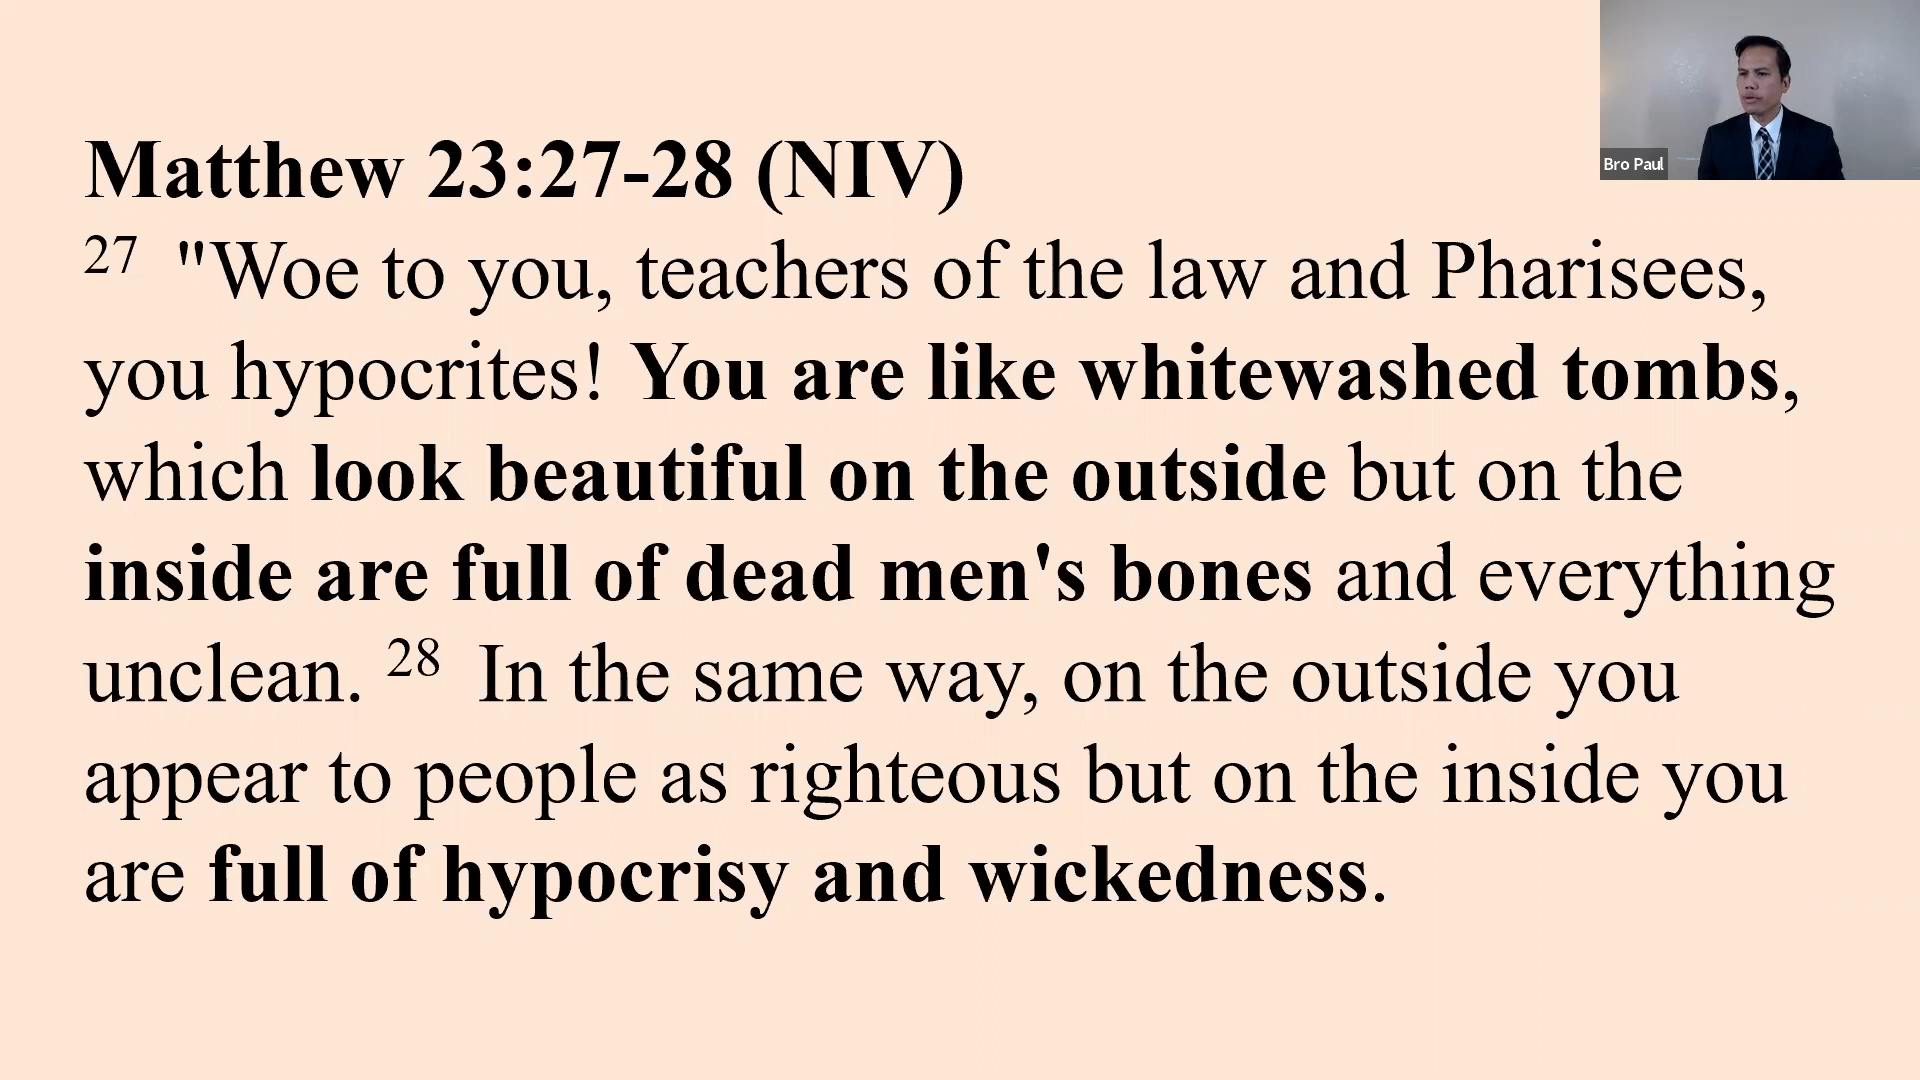 Matthew 23:27-28 (NIV)
27 "Woe to you, teachers of the law and Pharisees,
you hypocrites! You are like whitewashed tombs,
which look beautiful on the outside but on the
inside are full of dead men's bones and everything
unclean. 28 In the same way, on the outside you
appear to people as righteous but on the inside you
are full of hypocrisy and wickedness.
Bro Paul